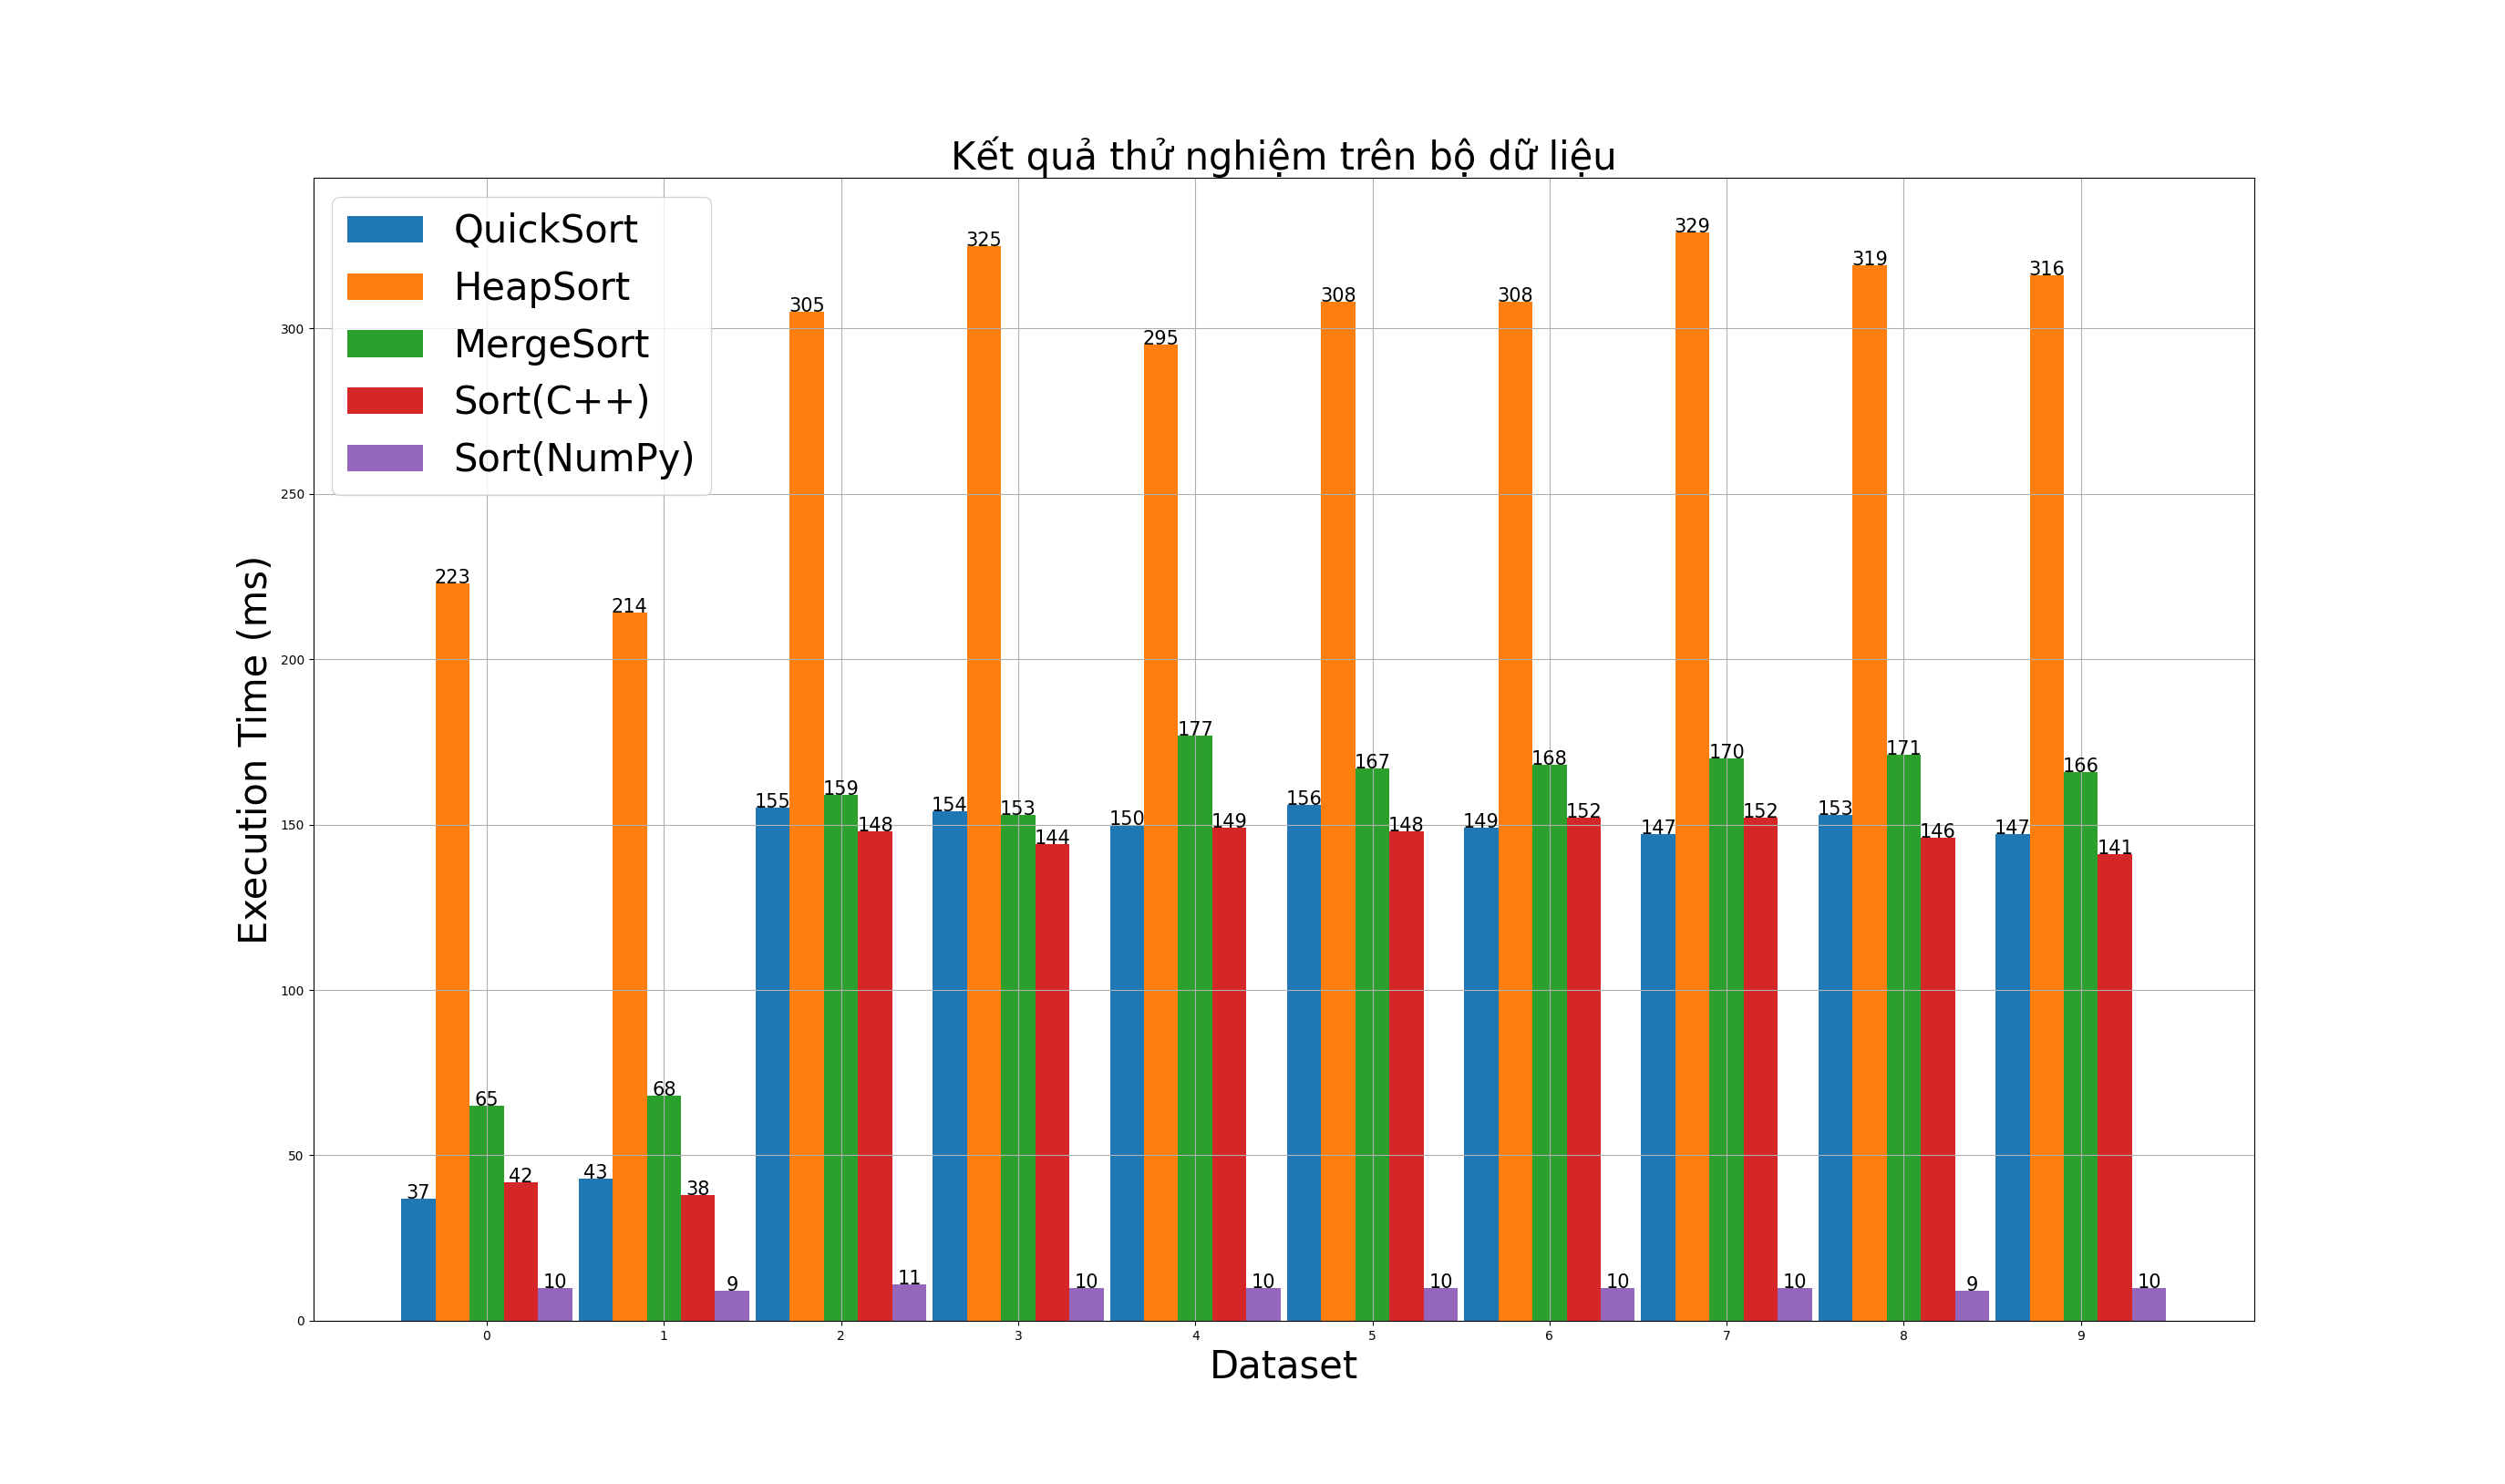 Kết quả thử nghiệm trên bộ dữ liệu
QuickSort
HeapSort
MergeSort
Sort(C++)
Sort(NumPy)
Execution Time (ms)
300
250
200
150
100
50
0
37 223 65 42 10
43 214 68 38 9
155 305 159 148 11
154 325 153 144 10
150 295 177 149 10
156 308 167 148 10
149 308 168 152 10
147 329 170 152 10
153 319 171 146 9
147 316 166 141 10
0 1 2 3 4 5 6 7 8 9
Dataset